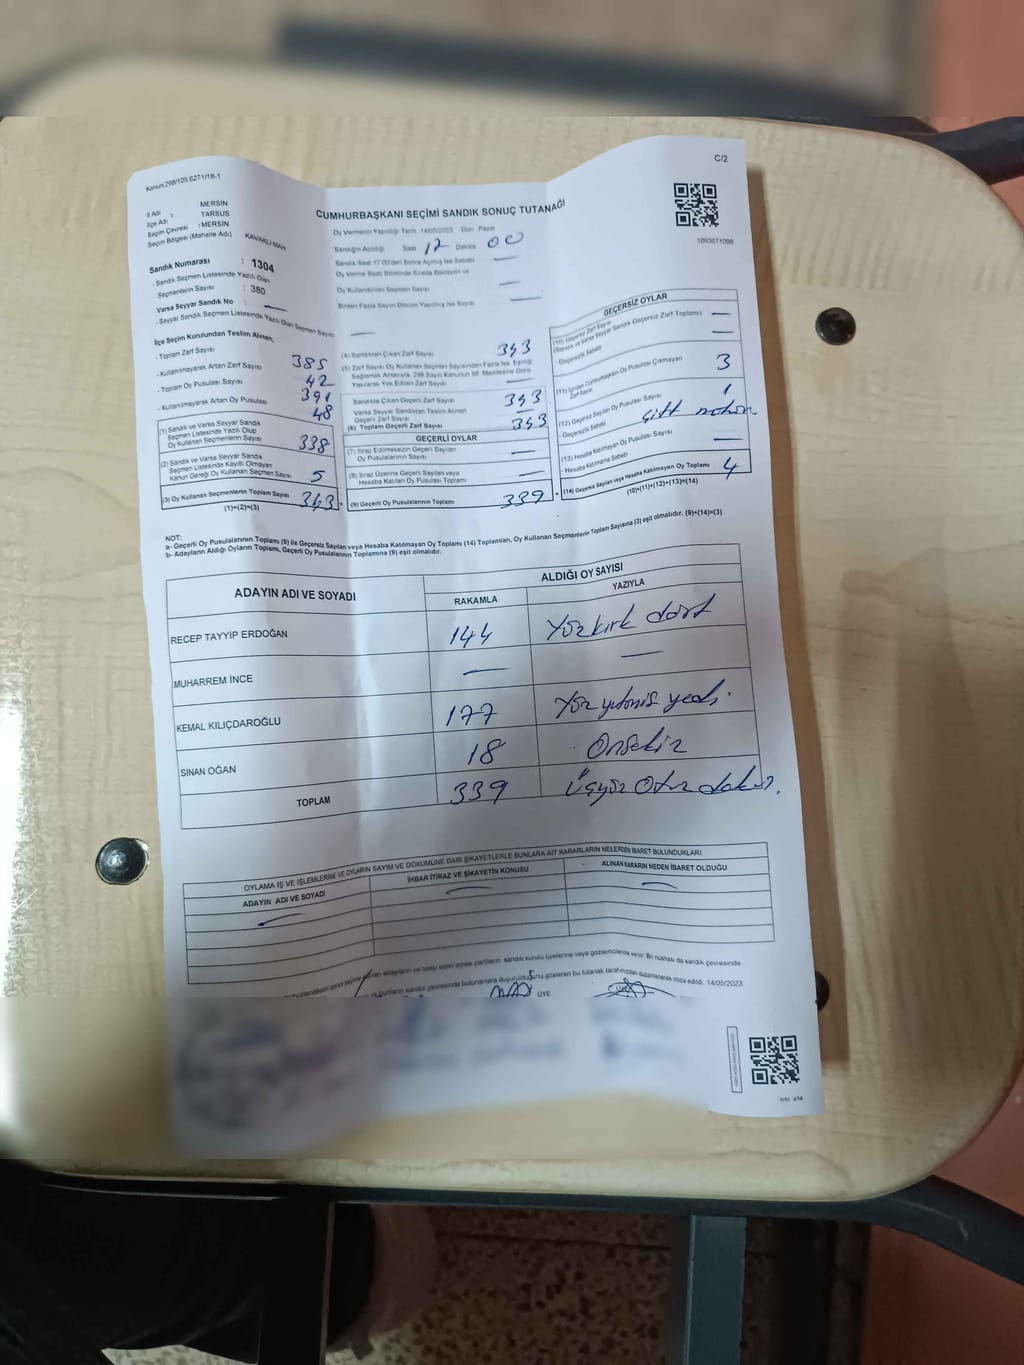 Kanun:298/105.6271/18-1
C/2
CUMHURBAŞKANI SEÇİMİ SANDIK SONUÇ TUTANAĞI
1093671098
İl Adı : MERSİN
İlçe Adı : TARSUS
Seçim Çevresi : MERSİN
Seçim Bölgesi (Mahalle Adı) KAVAKLI MAH
Sandık Numarası : 1304
- Sandık Seçmen Listesinde Yazılı Olan
Seçmenlerin Sayısı : 380
Varsa Seyyar Sandık No : —
- Seyyar Sandık Seçmen Listesinde Yazılı Olan Seçmen Sayısı —
İlçe Seçim Kurulundan Teslim Alınan;
- Toplam Zarf Sayısı 385
- Kullanılmayarak Artan Zarf Sayısı 42
- Toplam Oy Pusulası Sayısı 391
- Kullanılmayarak Artan Oy Pusulası 48
(1) Sandık ve Varsa Seyyar Sandık
Seçmen Listesinde Yazılı Olup
Oy Kullanan Seçmenlerin Sayısı 338
(2) Sandık ve Varsa Seyyar Sandık
Seçmen Listesinde Kayıtlı Olmayan
Kanun Gereği Oy Kullanan Seçmen Sayısı 5
(3) Oy Kullanan Seçmenlerin Toplam Sayısı 343
(1)+(2)=(3)
Oy Vermenin Yapıldığı Tarih 14/05/2023 Gün Pazar
Sandığın Açıldığı Saat 17 Dakika 00
Sandık Saat 17.00'den Sonra Açılmış İse Sebebi —
Oy Verme Saati Bitiminde Sırada Bekleyen ve
Oy Kullandırılan Seçmen Sayısı —
Birden Fazla Sayım Döküm Yapılmış İse Sayısı —
(4) Sandıktan Çıkan Zarf Sayısı 343
(5) Zarf Sayısı Oy Kullanan Seçmen Sayısından Fazla İse, Eşitliği
Sağlamak Amacıyla, 298 Sayılı Kanunun 98. Maddesine Göre
Yakılarak Yok Edilen Zarf Sayısı —
Sandıkta Çıkan Geçerli Zarf Sayısı 343
Varsa Seyyar Sandıktan Teslim Alınan
Geçerli Zarf Sayısı —
(6) Toplam Geçerli Zarf Sayısı 343
GEÇERLİ OYLAR
(7) İtiraz Edilmeksizin Geçerli Sayılan
Oy Pusulalarının Sayısı —
(8) İtiraz Üzerine Geçerli Sayılan veya
Hesaba Katılan Oy Pusulası Toplamı —
(9) Geçerli Oy Pusulalarının Toplamı 339
GEÇERSİZ OYLAR
(10) Geçersiz Zarf Sayısı —
(Sandık ve Varsa Seyyar Sandık Geçersiz Zarf Toplamı)
- Geçersizlik Sebebi —
(11) İçinden Cumhurbaşkanı Oy Pusulası Çıkmayan
Zarf Sayısı 3
(12) Geçersiz Sayılan Oy Pusulası Sayısı 1
- Geçersizlik Sebebi çift mühür
(13) Hesaba Katılmayan Oy Pusulası Sayısı —
- Hesaba Katılmama Sebebi
(14) Geçersiz Sayılan veya Hesaba Katılmayan Oy Toplamı 4
(10)+(11)+(12)+(13)=(14)
NOT:
a- Geçerli Oy Pusulalarının Toplamı (9) ile Geçersiz Sayılan veya Hesaba Katılmayan Oy Toplamı (14) Toplamları, Oy Kullanan Seçmenlerin Toplam Sayısına (3) eşit olmalıdır. (9)+(14)=(3)
b- Adayların Aldığı Oyların Toplamı, Geçerli Oy Pusulalarının Toplamına (9) eşit olmalıdır.
ADAYIN ADI VE SOYADI
ALDIĞI OY SAYISI
RAKAMLA YAZIYLA
RECEP TAYYİP ERDOĞAN 144 Yüzkırk dört
MUHARREM İNCE — —
KEMAL KILIÇDAROĞLU 177 Yüz yetmiş yedi
SİNAN OĞAN 18 Onsekiz
TOPLAM 339 Üçyüz Otuz dokuz
OYLAMA İŞ VE İŞLEMLERİNE VE OYLARIN SAYIM VE DÖKÜMÜNE DAİR ŞİKAYETLERLE BUNLARA AİT KARARLARIN NELERDEN İBARET BULUNDUKLARI
ADAYIN ADI VE SOYADI İHBAR İTİRAZ VE ŞİKAYETİN KONUSU ALINAN KARARIN NEDEN İBARET OLDUĞU
— — —
siyasi partilerin sandık kurulu üyelerine veya gözlemcilerine verilir. Bir nüshası da sandık çevresinde
sandık çevresinde bulunanlara duyurulduğunu gösteren bu tutanak tarafımızdan düzenlenerek imza edildi. 14/05/2023
ÜYE